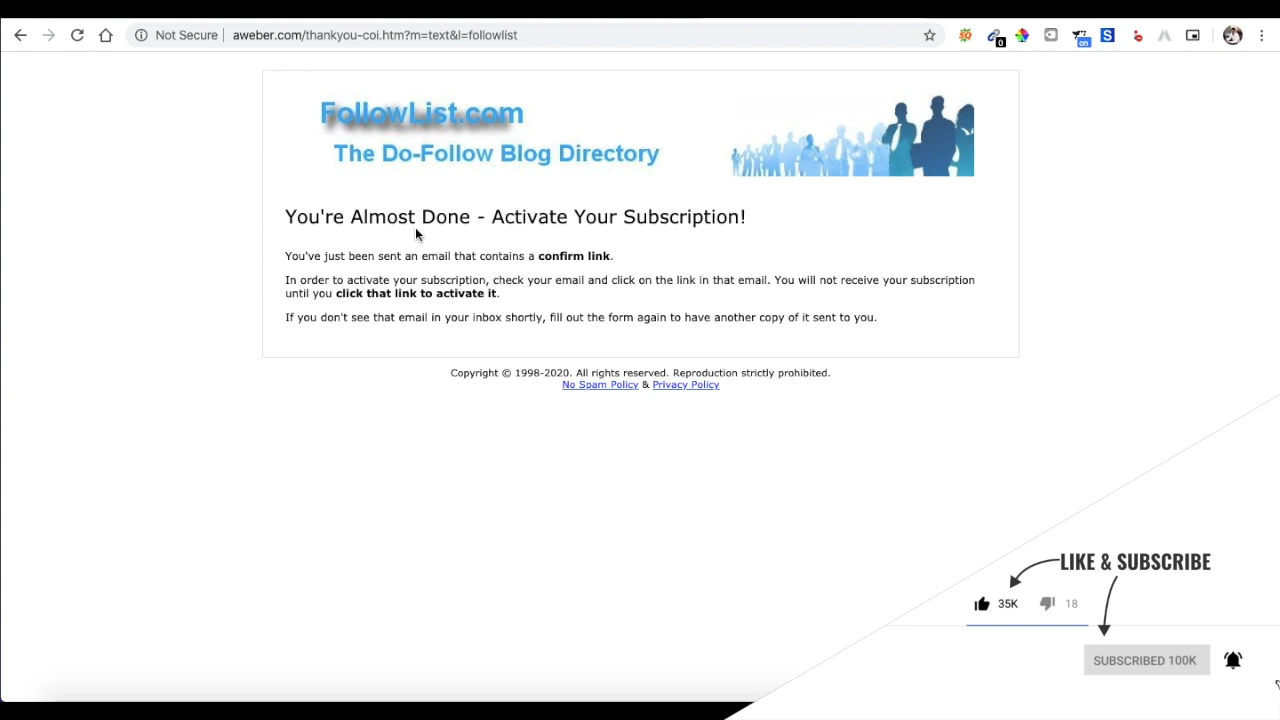 Not Secure
aweber.com/thankyou-coi.htm?m=text&l=followlist
0
on
S
FollowList.com
The Do-Follow Blog Directory
You're Almost Done - Activate Your Subscription!
You've just been sent an email that contains a confirm link.
In order to activate your subscription, check your email and click on the link in that email. You will not receive your subscription
until you click that link to activate it.
If you don't see that email in your inbox shortly, fill out the form again to have another copy of it sent to you.
Copyright © 1998-2020. All rights reserved. Reproduction strictly prohibited.
No Spam Policy & Privacy Policy
LIKE & SUBSCRIBE
35K 18
SUBSCRIBED 100K